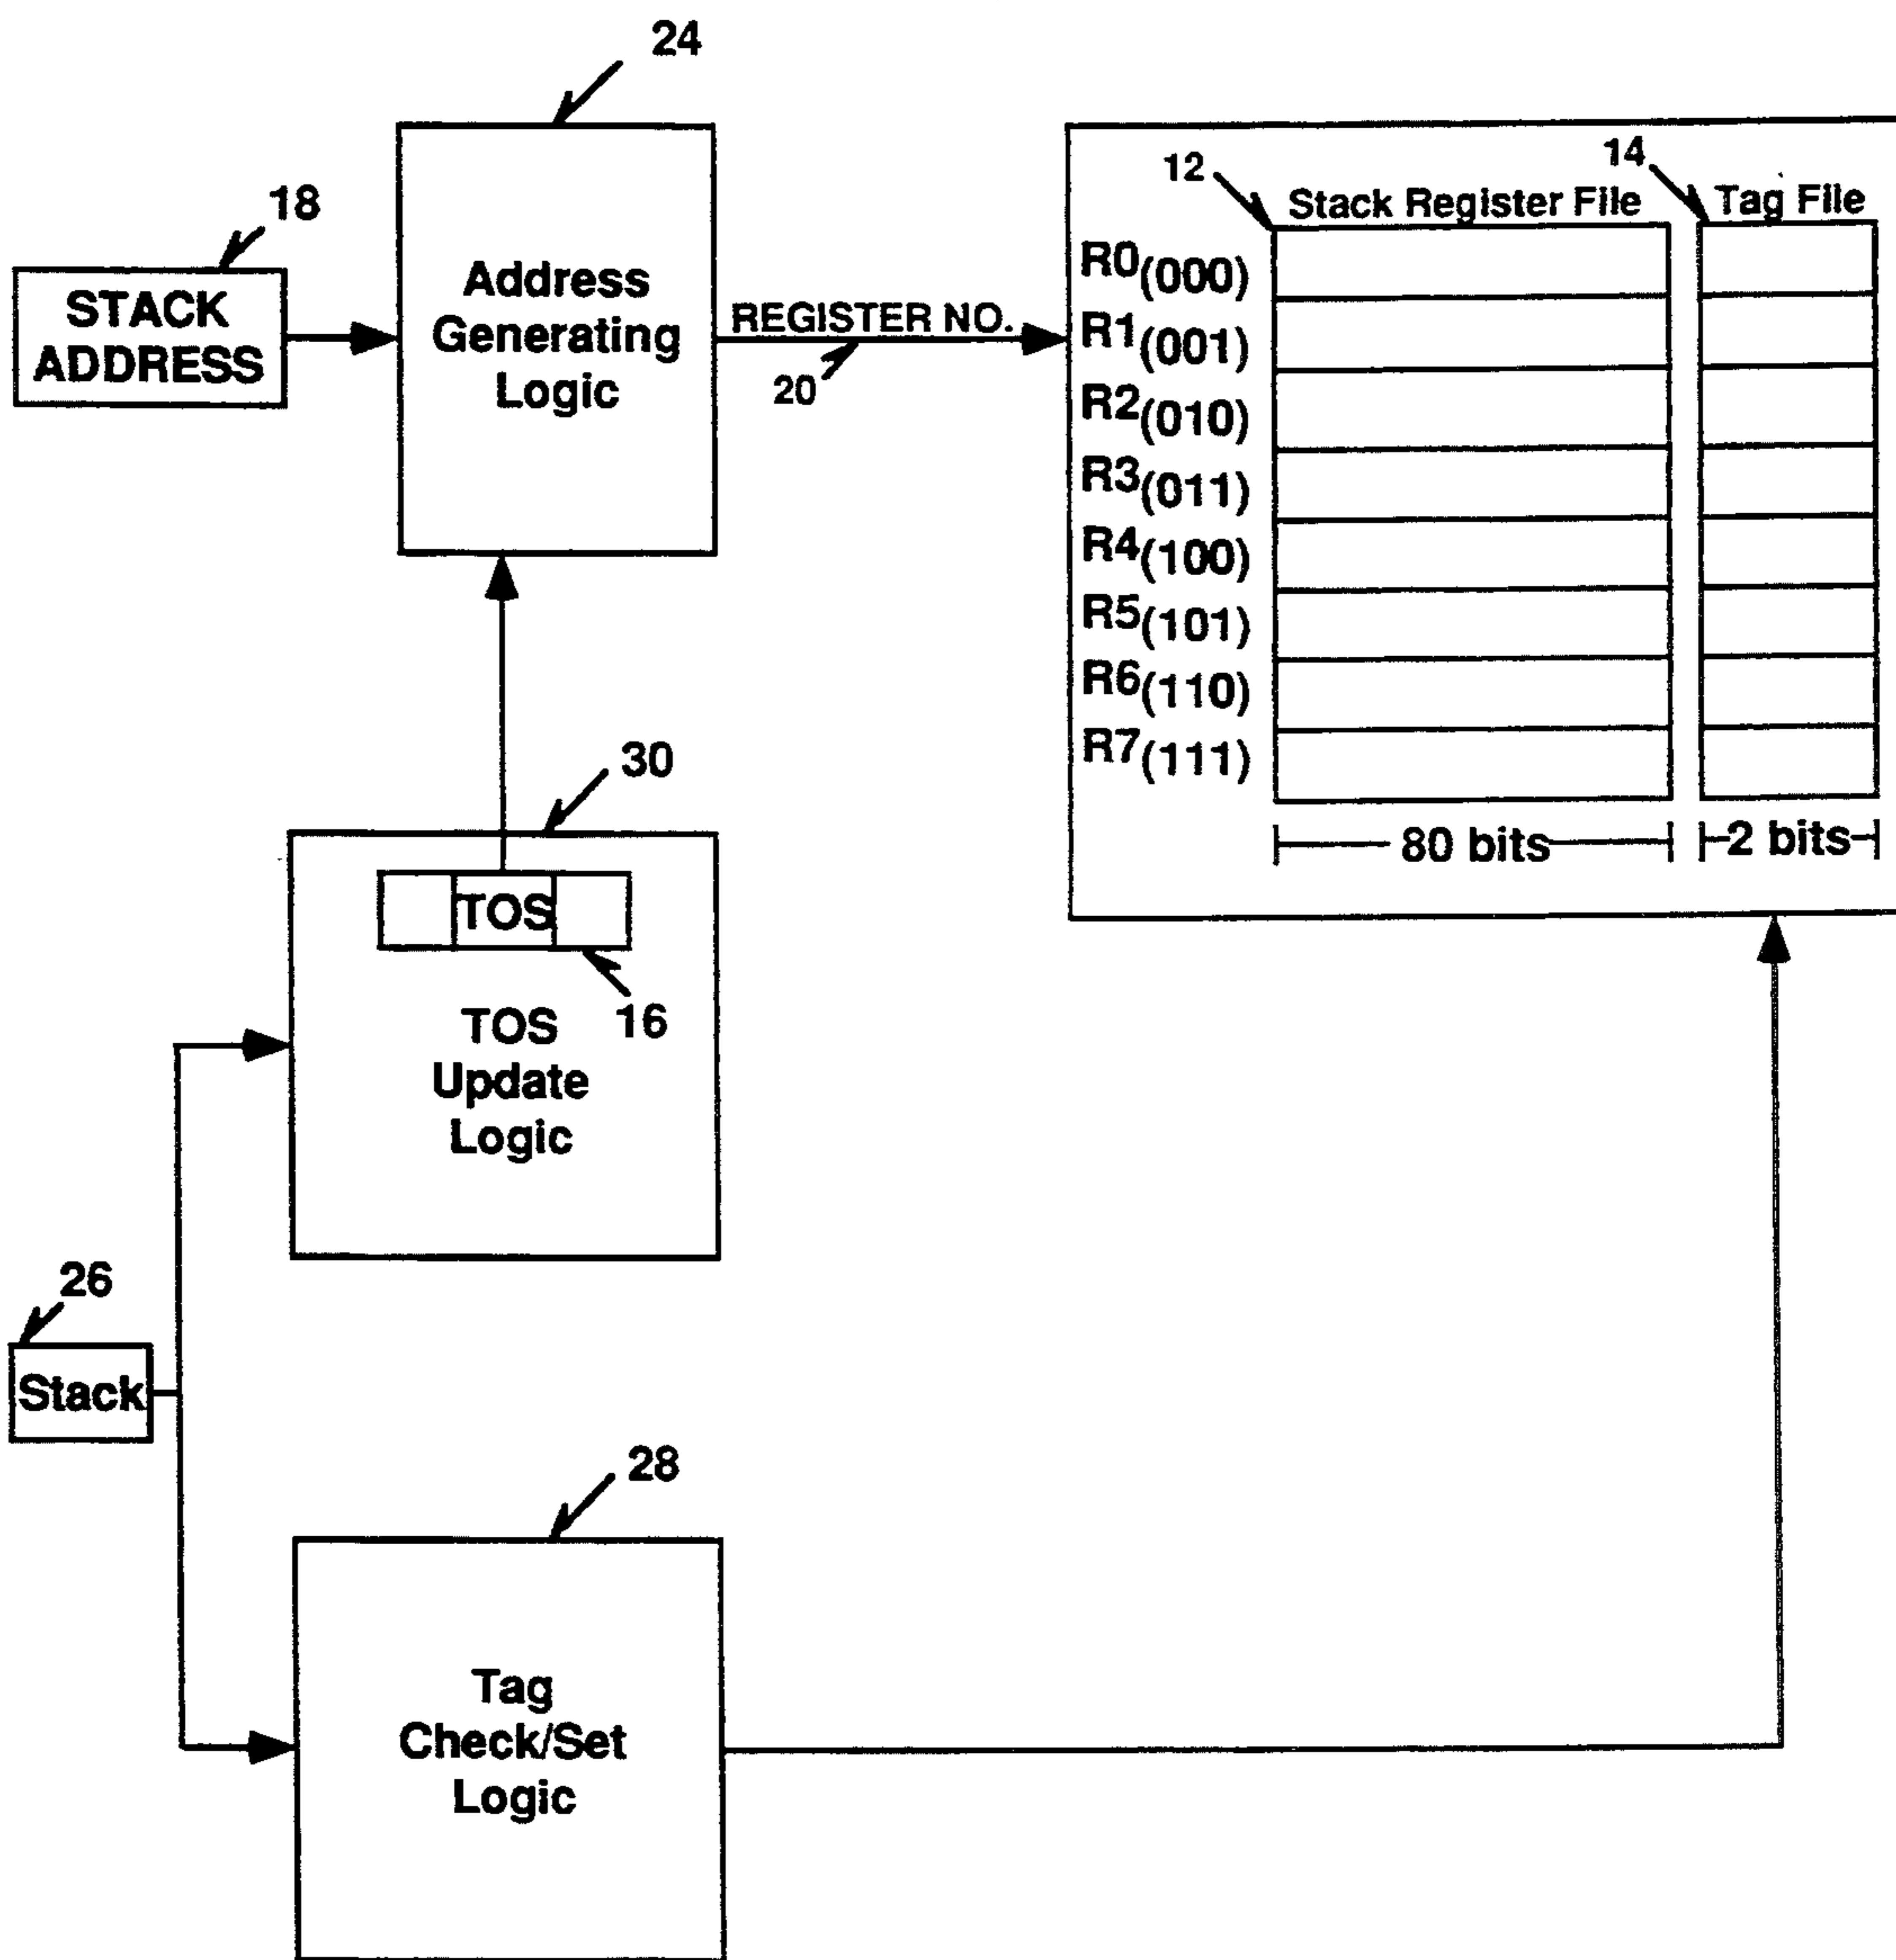 24
18
STACK
ADDRESS
Address
Generating
Logic
REGISTER NO.
20
12
14
Stack Register File
Tag File
R0(000)
R1(001)
R2(010)
R3(011)
R4(100)
R5(101)
R6(110)
R7(111)
80 bits
2 bits
30
TOS
16
TOS
Update
Logic
26
Stack
28
Tag
Check/Set
Logic